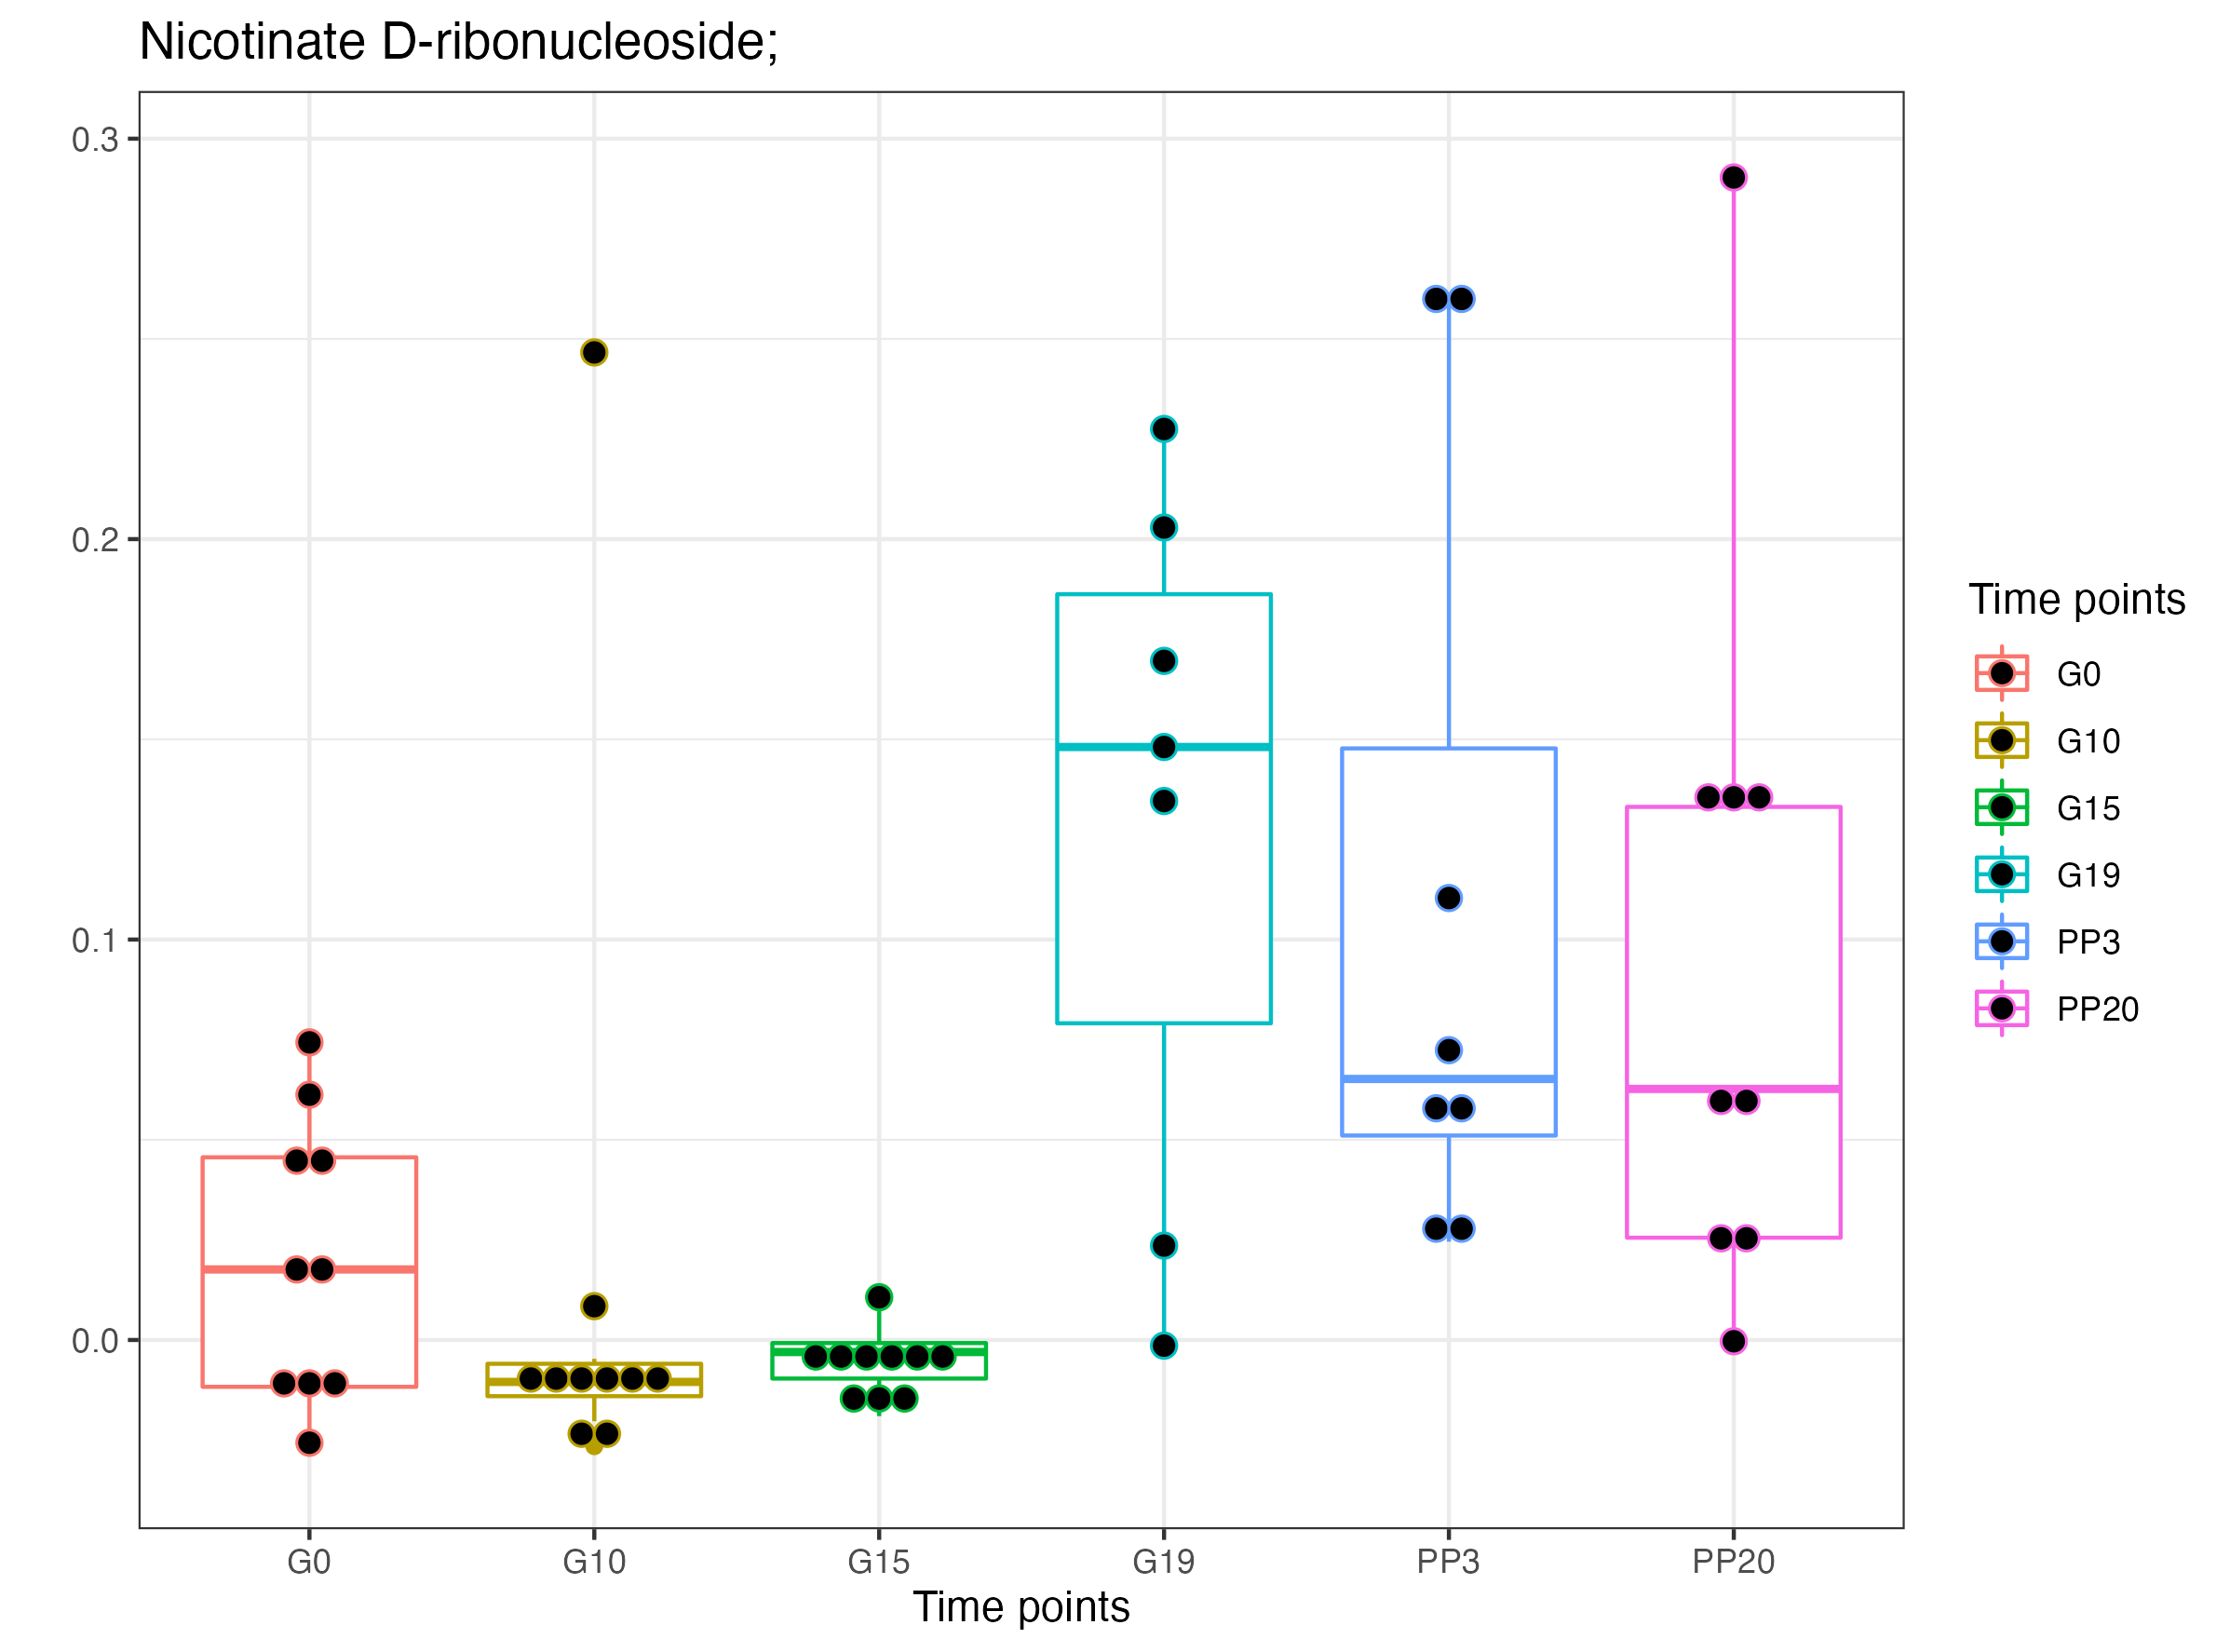 Nicotinate D-ribonucleoside;
0.3
0.2
0.1
0.0
G0 G10 G15 G19 PP3 PP20
Time points
Time points
G0
G10
G15
G19
PP3
PP20